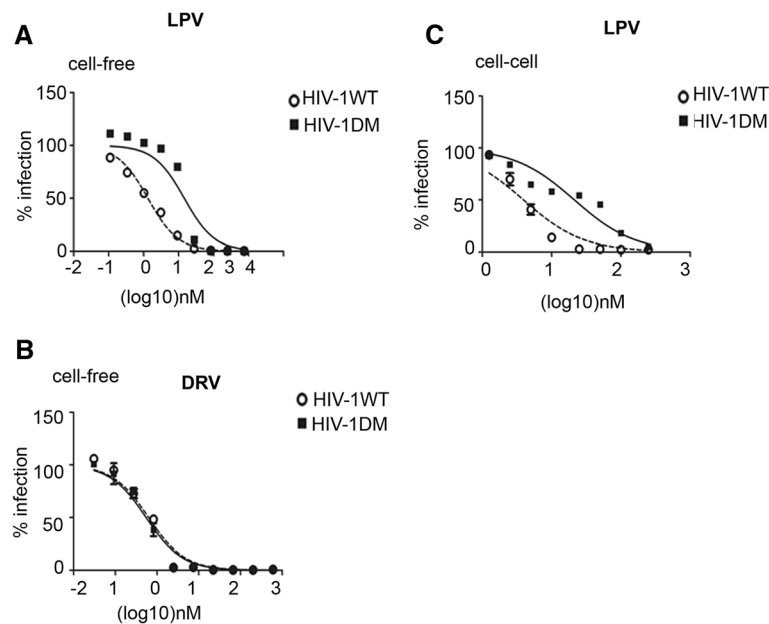 A
LPV
cell-free
HIV-1WT
HIV-1DM
% infection
150
100
50
0
-2 -1 0 1 2 3 4
(log10)nM
C
LPV
cell-cell
HIV-1WT
HIV-1DM
% infection
150
100
50
0
0 1 2 3
(log10)nM
B
cell-free
DRV
HIV-1WT
HIV-1DM
% infection
150
100
50
0
-2 1 0 1 2 3
(log10)nM